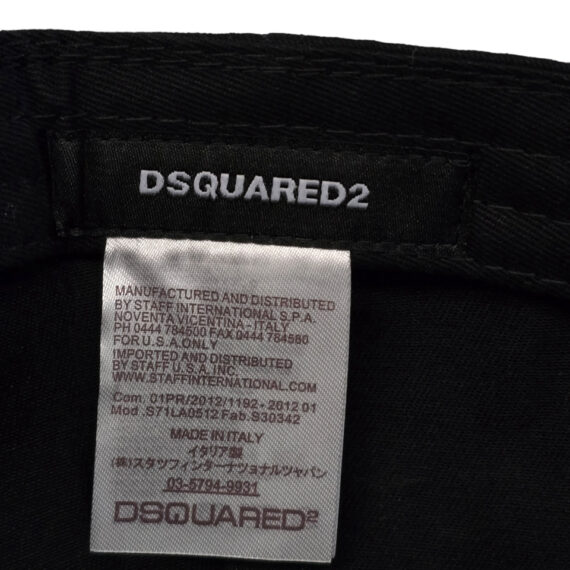 DSQUARED2
MANUFACTURED AND DISTRIBUTED
BY STAFF INTERNATIONAL S.P.A.
NOVENTA VICENTINA - ITALY
PH 0444 784500 FAX 0444 784580
FOR U.S.A. ONLY
IMPORTED AND DISTRIBUTED
BY STAFF U.S.A. INC.
WWW.STAFFINTERNATIONAL.COM
Com. 01PR/2012/1192 - 2012 01
Mod .S71LA0512 Fab.S30342
MADE IN ITALY
イタリア製
(株)スタッフインターナショナルジャパン
03-5794-9931
DSQUARED²